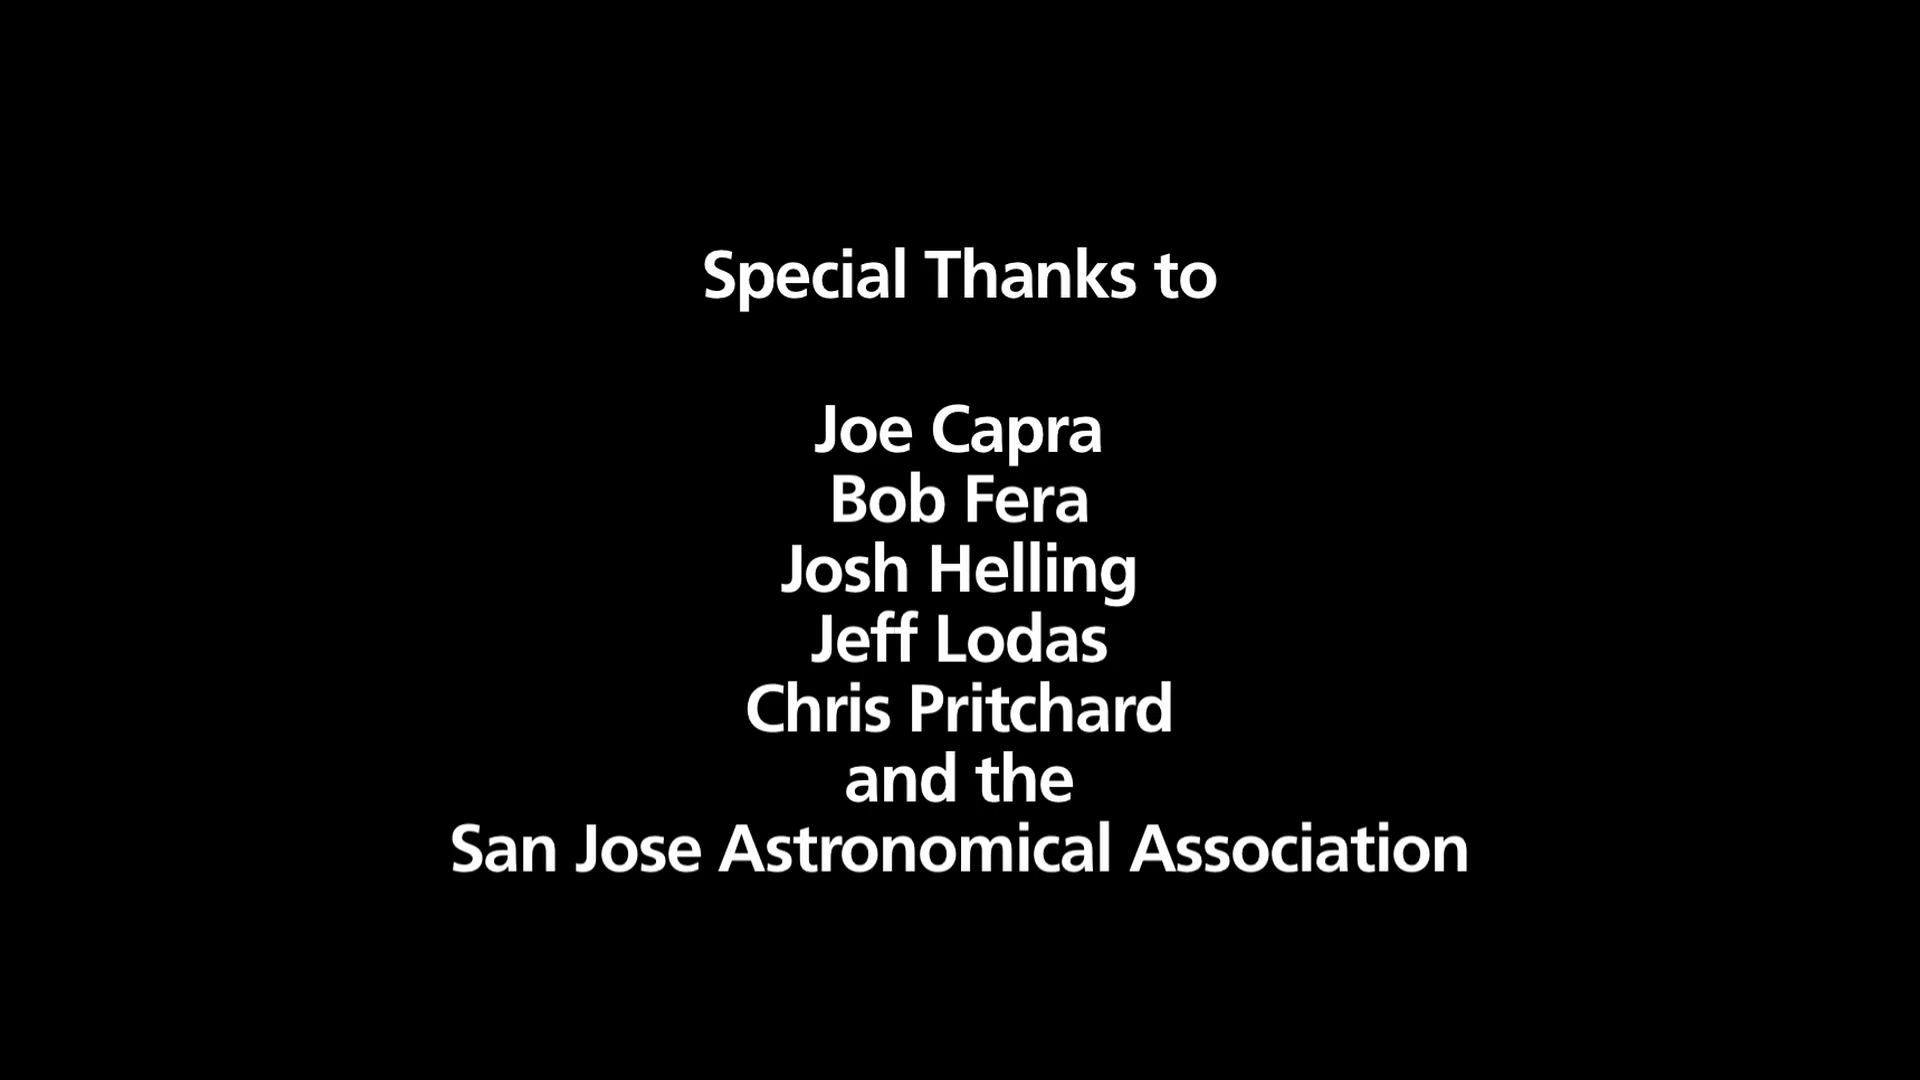 Special Thanks to
Joe Capra
Bob Fera
Josh Helling
Jeff Lodas
Chris Pritchard
and the
San Jose Astronomical Association